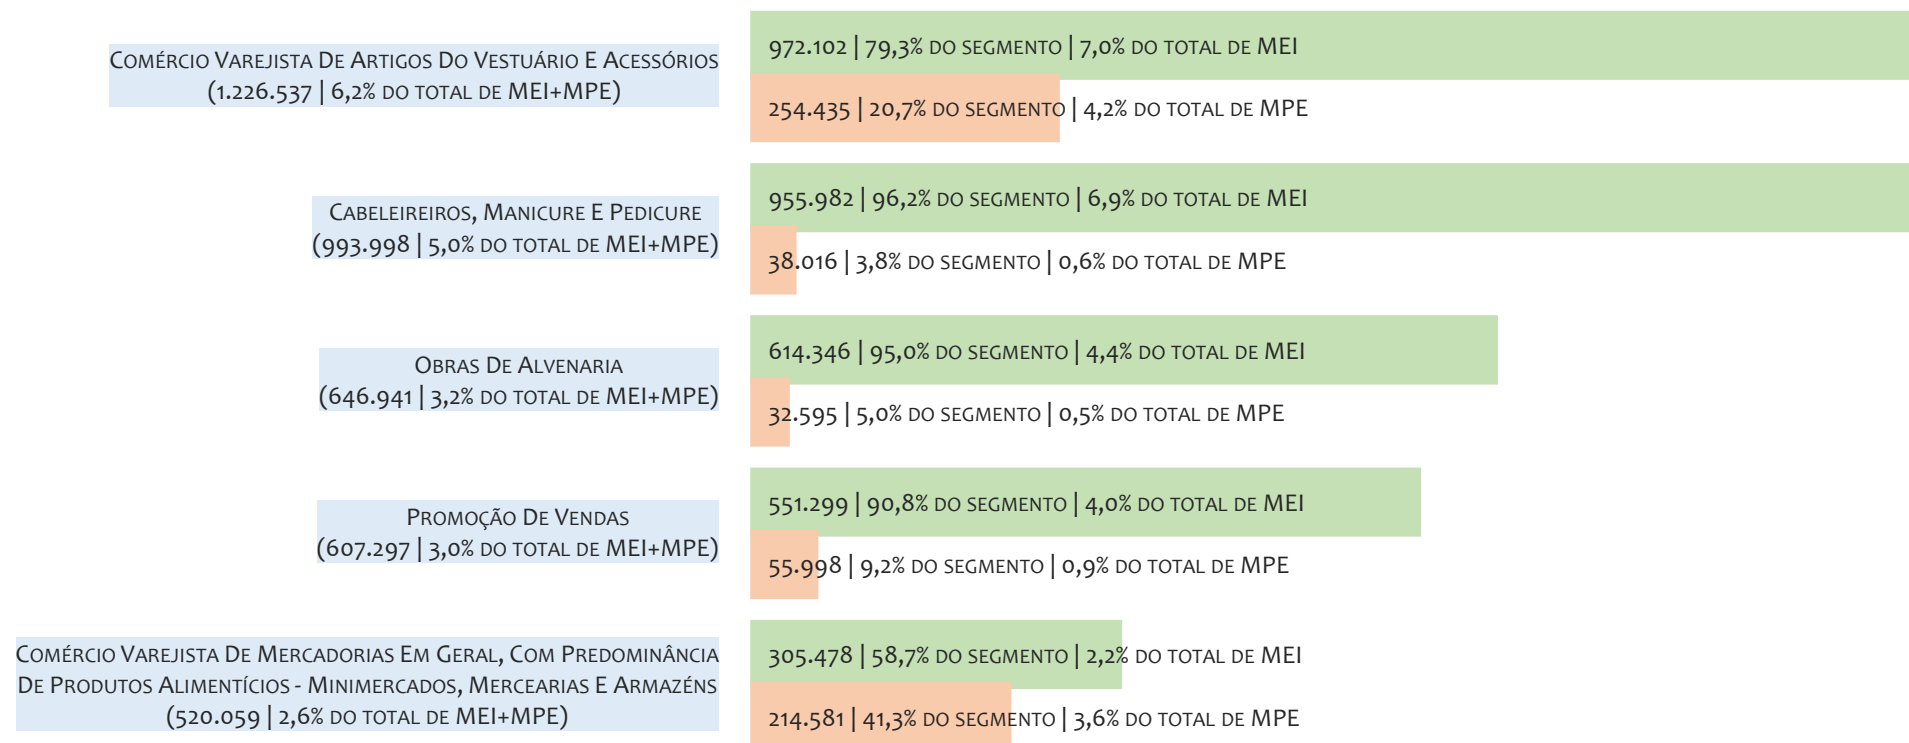 Comércio Varejista De Artigos Do Vestuário E Acessórios
(1.226.537 | 6,2% do total de MEI+MPE)
972.102 | 79,3% do segmento | 7,0% do total de MEI
254.435 | 20,7% do segmento | 4,2% do total de MPE
Cabeleireiros, Manicure E Pedicure
(993.998 | 5,0% do total de MEI+MPE)
955.982 | 96,2% do segmento | 6,9% do total de MEI
38.016 | 3,8% do segmento | 0,6% do total de MPE
Obras De Alvenaria
(646.941 | 3,2% do total de MEI+MPE)
614.346 | 95,0% do segmento | 4,4% do total de MEI
32.595 | 5,0% do segmento | 0,5% do total de MPE
Promoção De Vendas
(607.297 | 3,0% do total de MEI+MPE)
551.299 | 90,8% do segmento | 4,0% do total de MEI
55.998 | 9,2% do segmento | 0,9% do total de MPE
Comércio Varejista De Mercadorias Em Geral, Com Predominância
De Produtos Alimentícios - Minimercados, Mercearias E Armazéns
(520.059 | 2,6% do total de MEI+MPE)
305.478 | 58,7% do segmento | 2,2% do total de MEI
214.581 | 41,3% do segmento | 3,6% do total de MPE